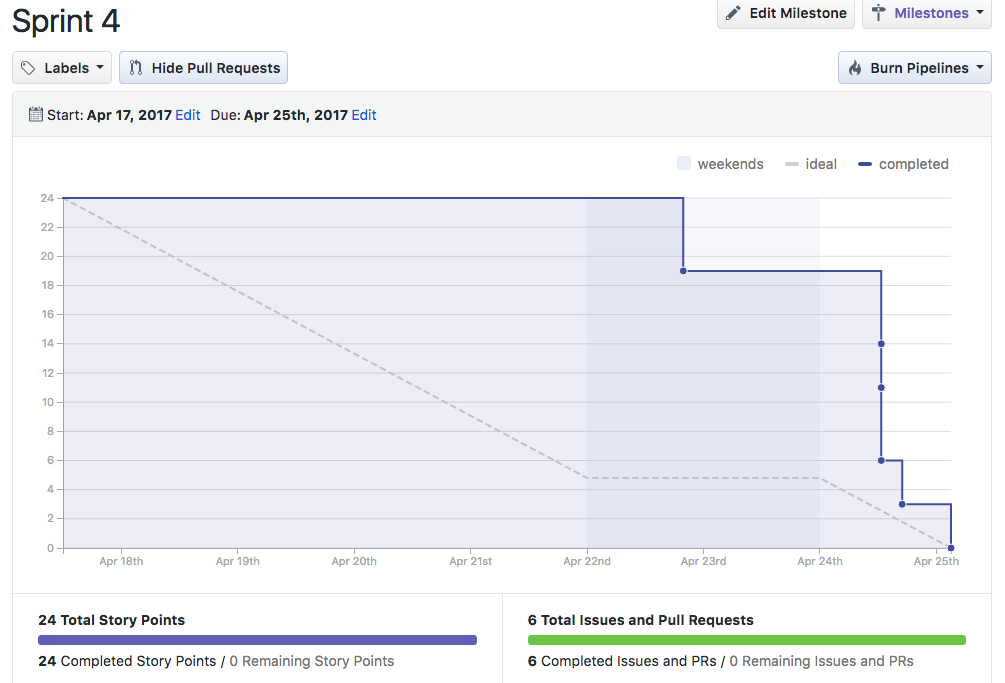 Sprint 4
Edit Milestone
Milestones
Labels
Hide Pull Requests
Burn Pipelines
Start: Apr 17, 2017 Edit Due: Apr 25th, 2017 Edit
weekends ideal completed
24
22
20
18
16
14
12
10
8
6
4
2
0
Apr 18th Apr 19th Apr 20th Apr 21st Apr 22nd Apr 23rd Apr 24th Apr 25th
24 Total Story Points
24 Completed Story Points / 0 Remaining Story Points
6 Total Issues and Pull Requests
6 Completed Issues and PRs / 0 Remaining Issues and PRs